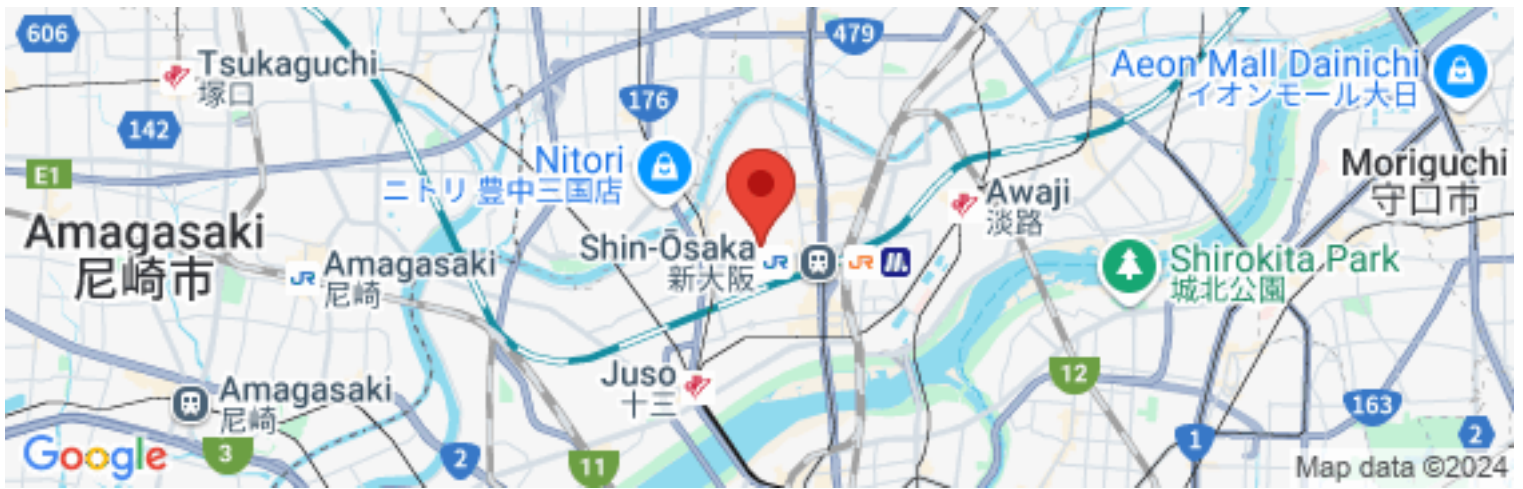 606
479
Tsukaguchi
塚口
176
Aeon Mall Dainichi
イオンモール大日
142
Nitori
ニトリ 豊中三国店
Moriguchi
守口市
E1
Awaji
淡路
Amagasaki
尼崎市
Shin-Ōsaka
新大阪
JR
JR
Shirokita Park
城北公園
JR
Amagasaki
尼崎
Juso
十三
12
Amagasaki
尼崎
163
Google
3
2
11
1
2
Map data ©2024